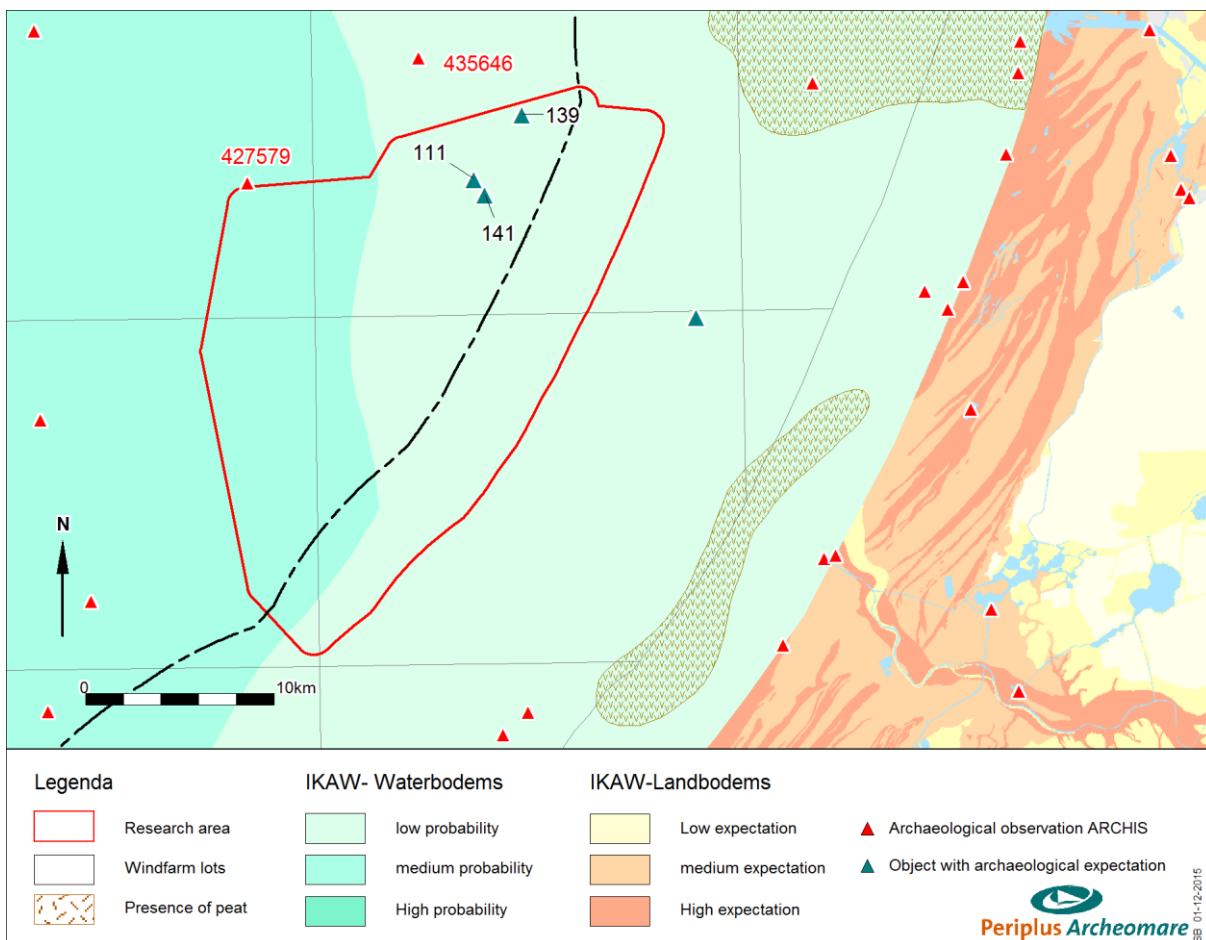 435646
139
427579
111
141
N
0 10km
Legenda
Research area
Windfarm lots
Presence of peat
IKAW- Waterbodems
low probability
medium probability
High probability
IKAW-Landbodems
Low expectation
medium expectation
High expectation
Archaeological observation ARCHIS
Object with archaeological expectation
Periplus Archeomare
SB 01-12-2015